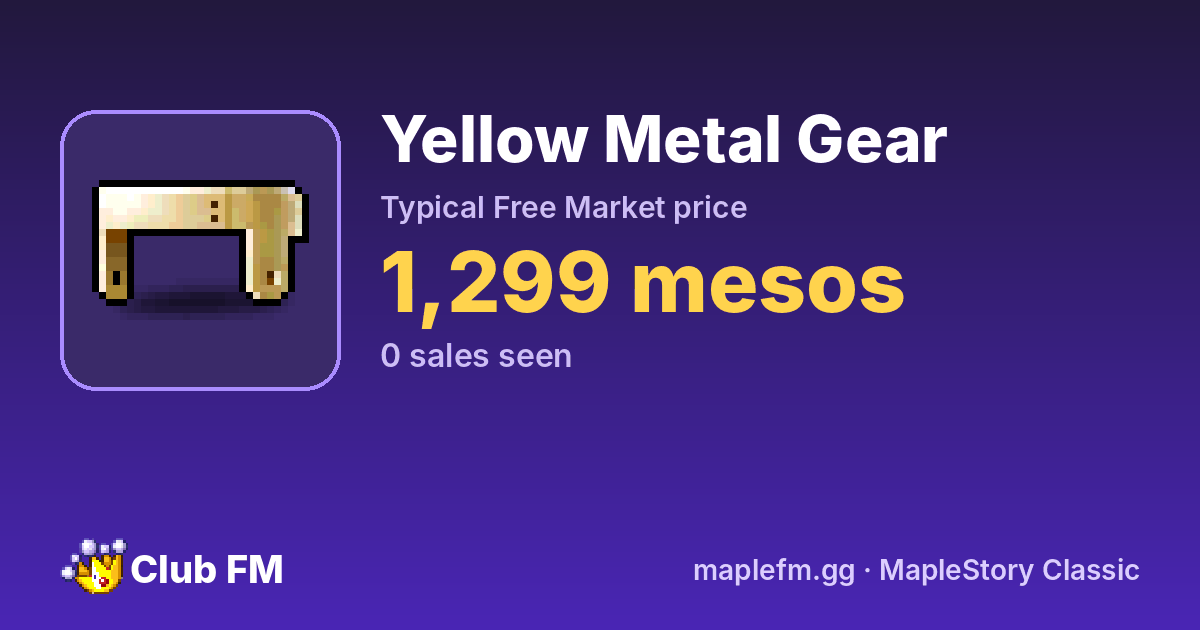 Yellow Metal Gear
Typical Free Market price
1,299 mesos
0 sales seen
Club FM
maplefm.gg · MapleStory Classic